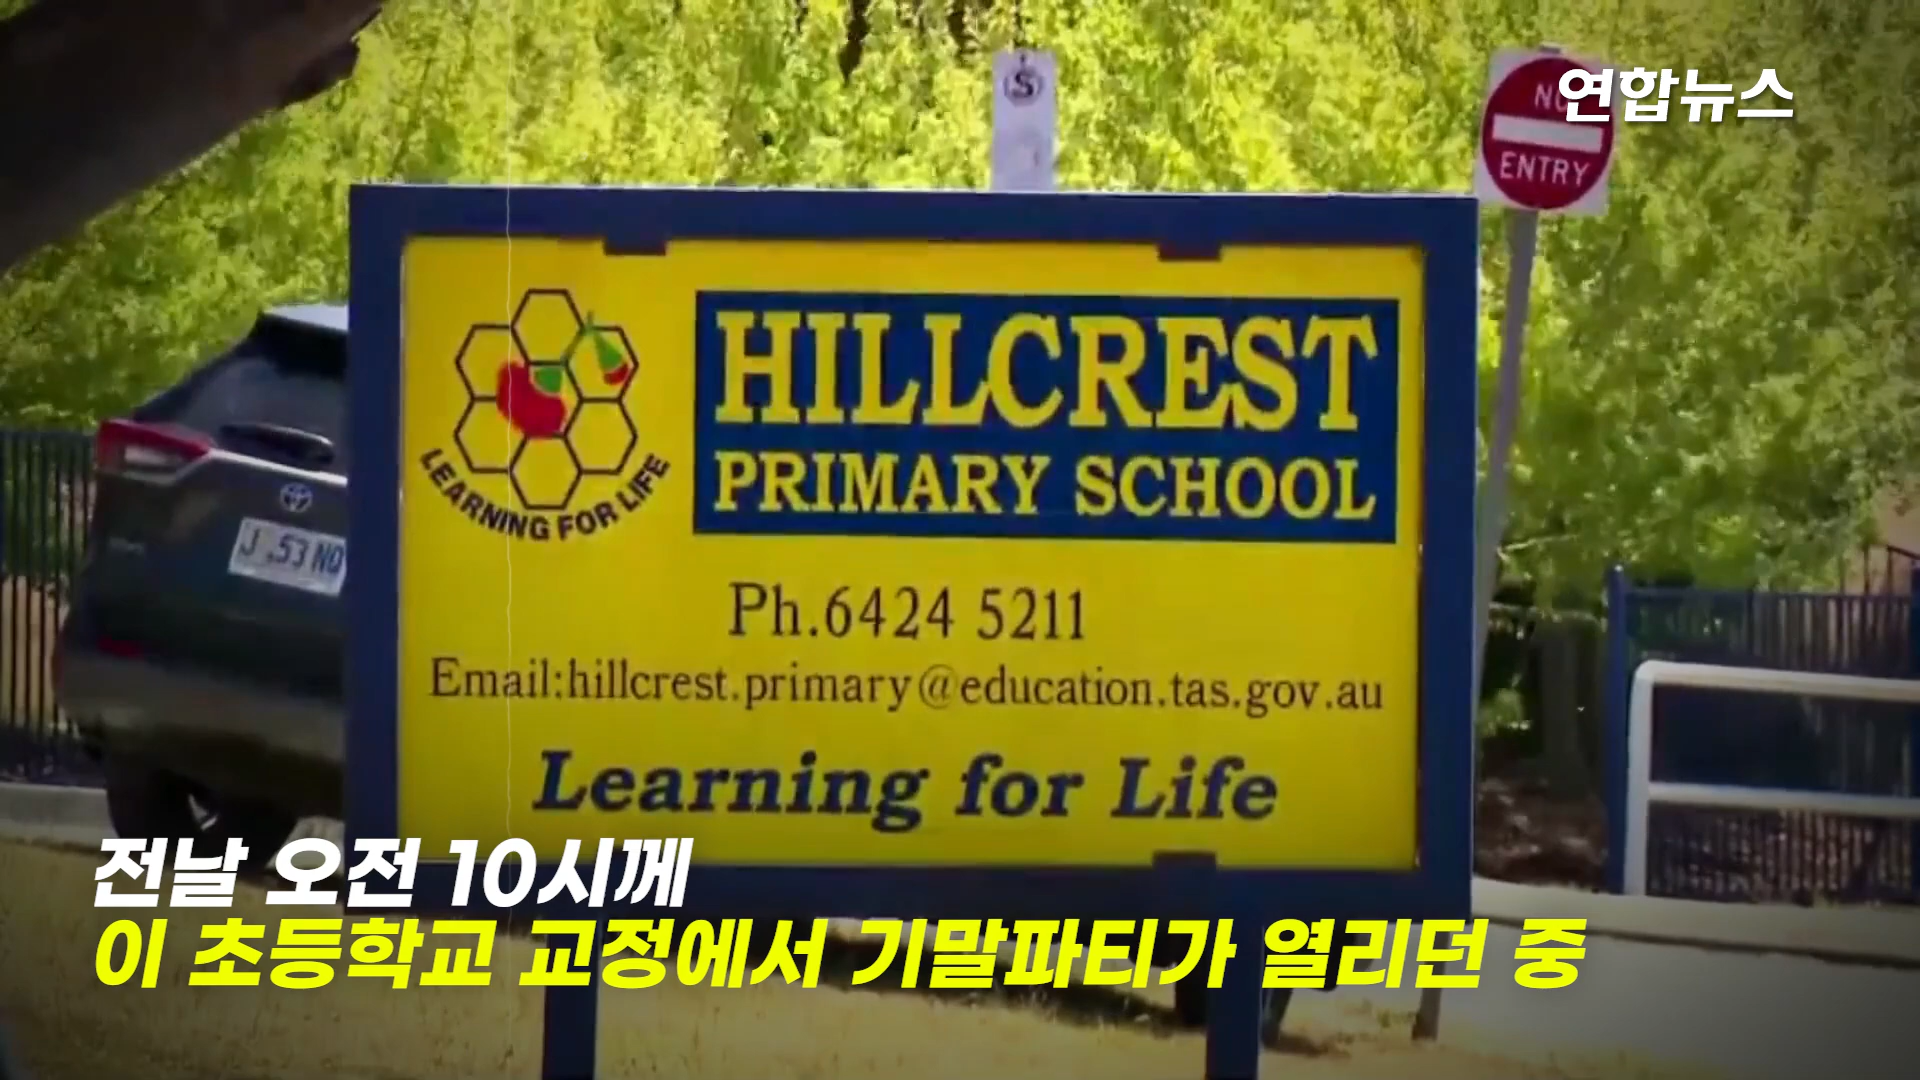 연합뉴스
S
NO
ENTRY
HILLCREST
PRIMARY SCHOOL
LEARNING FOR LIFE
Ph.6424 5211
Email:hillcrest.primary@education.tas.gov.au
Learning for Life
전날 오전 10시께
이 초등학교 교정에서 기말파티가 열리던 중